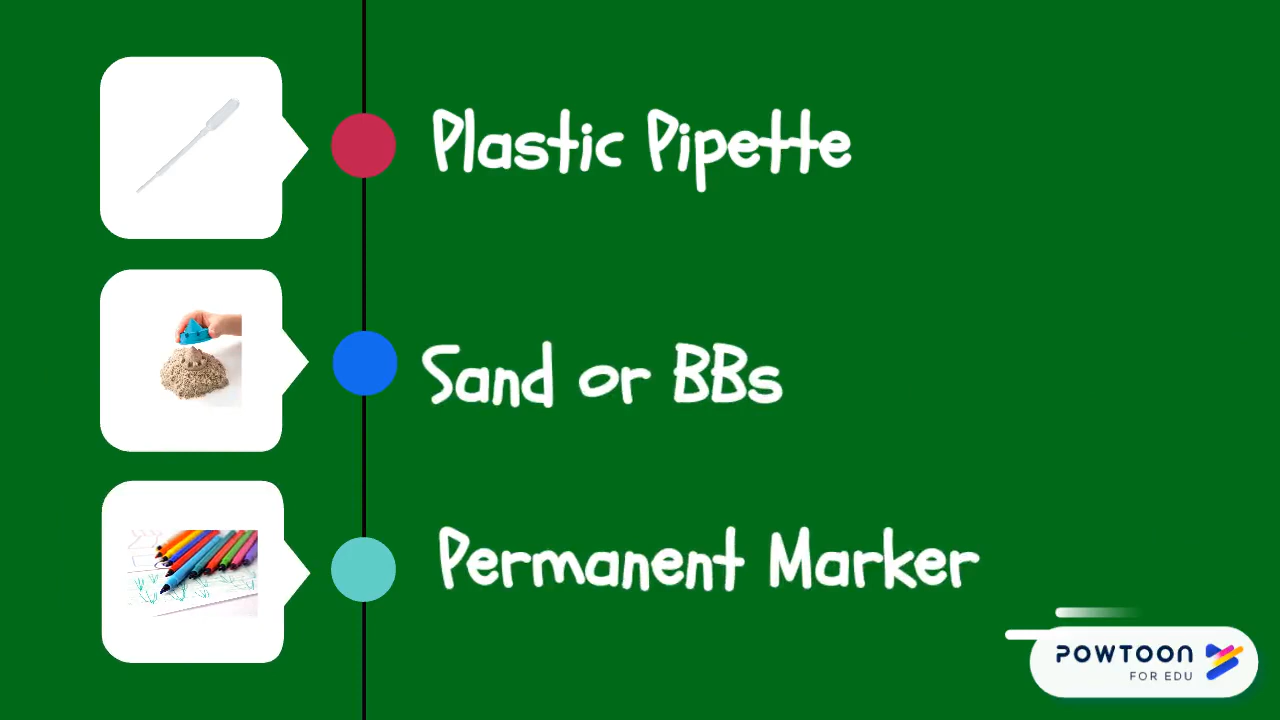 Plastic Pipette
Sand or BBs
Permanent Marker
POWTOON
FOR EDU